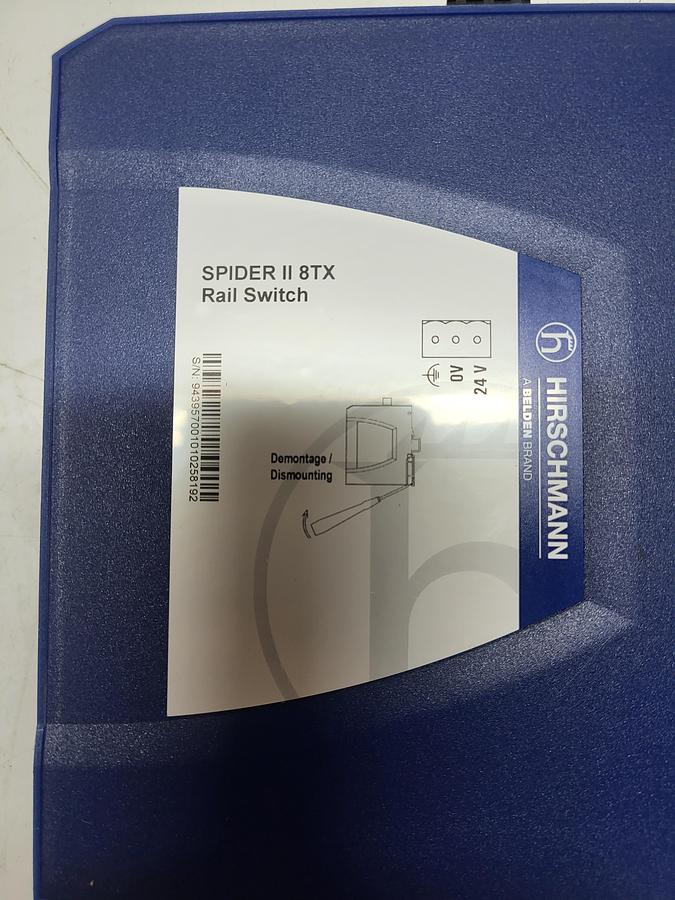 SPIDER II 8TX
Rail Switch
S/N: 943957001010258192
0V
24 V
Demontage /
Dismounting
HIRSCHMANN
A BELDEN BRAND